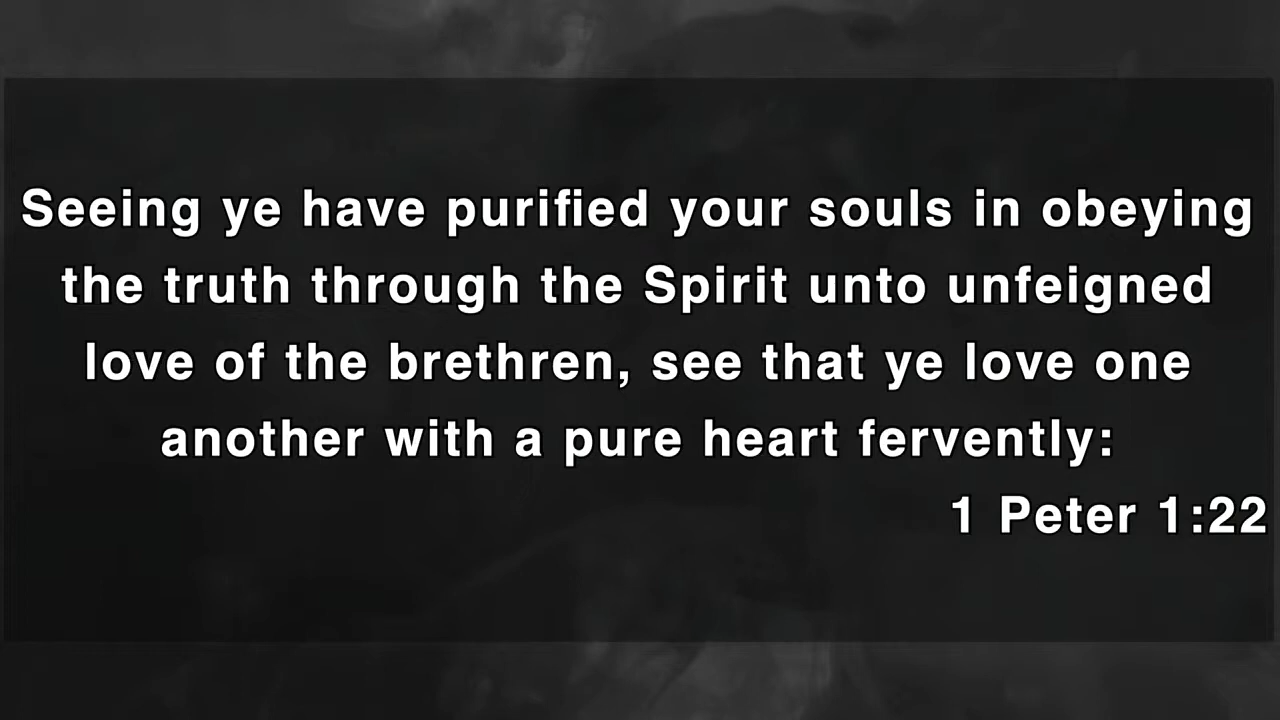 Seeing ye have purified your souls in obeying
the truth through the Spirit unto unfeigned
love of the brethren, see that ye love one
another with a pure heart fervently:
1 Peter 1:22